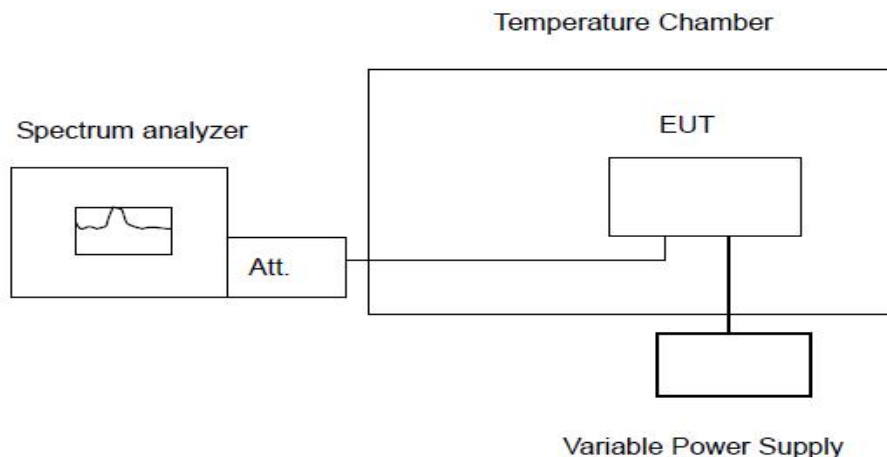 Temperature Chamber
Spectrum analyzer
EUT
Att.
Variable Power Supply